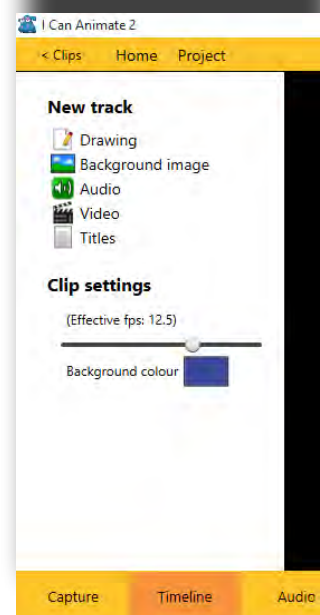 I Can Animate 2
< Clips Home Project
New track
Drawing
Background image
Audio
Video
Titles
Clip settings
(Effective fps: 12.5)
Background colour
Capture Timeline Audio